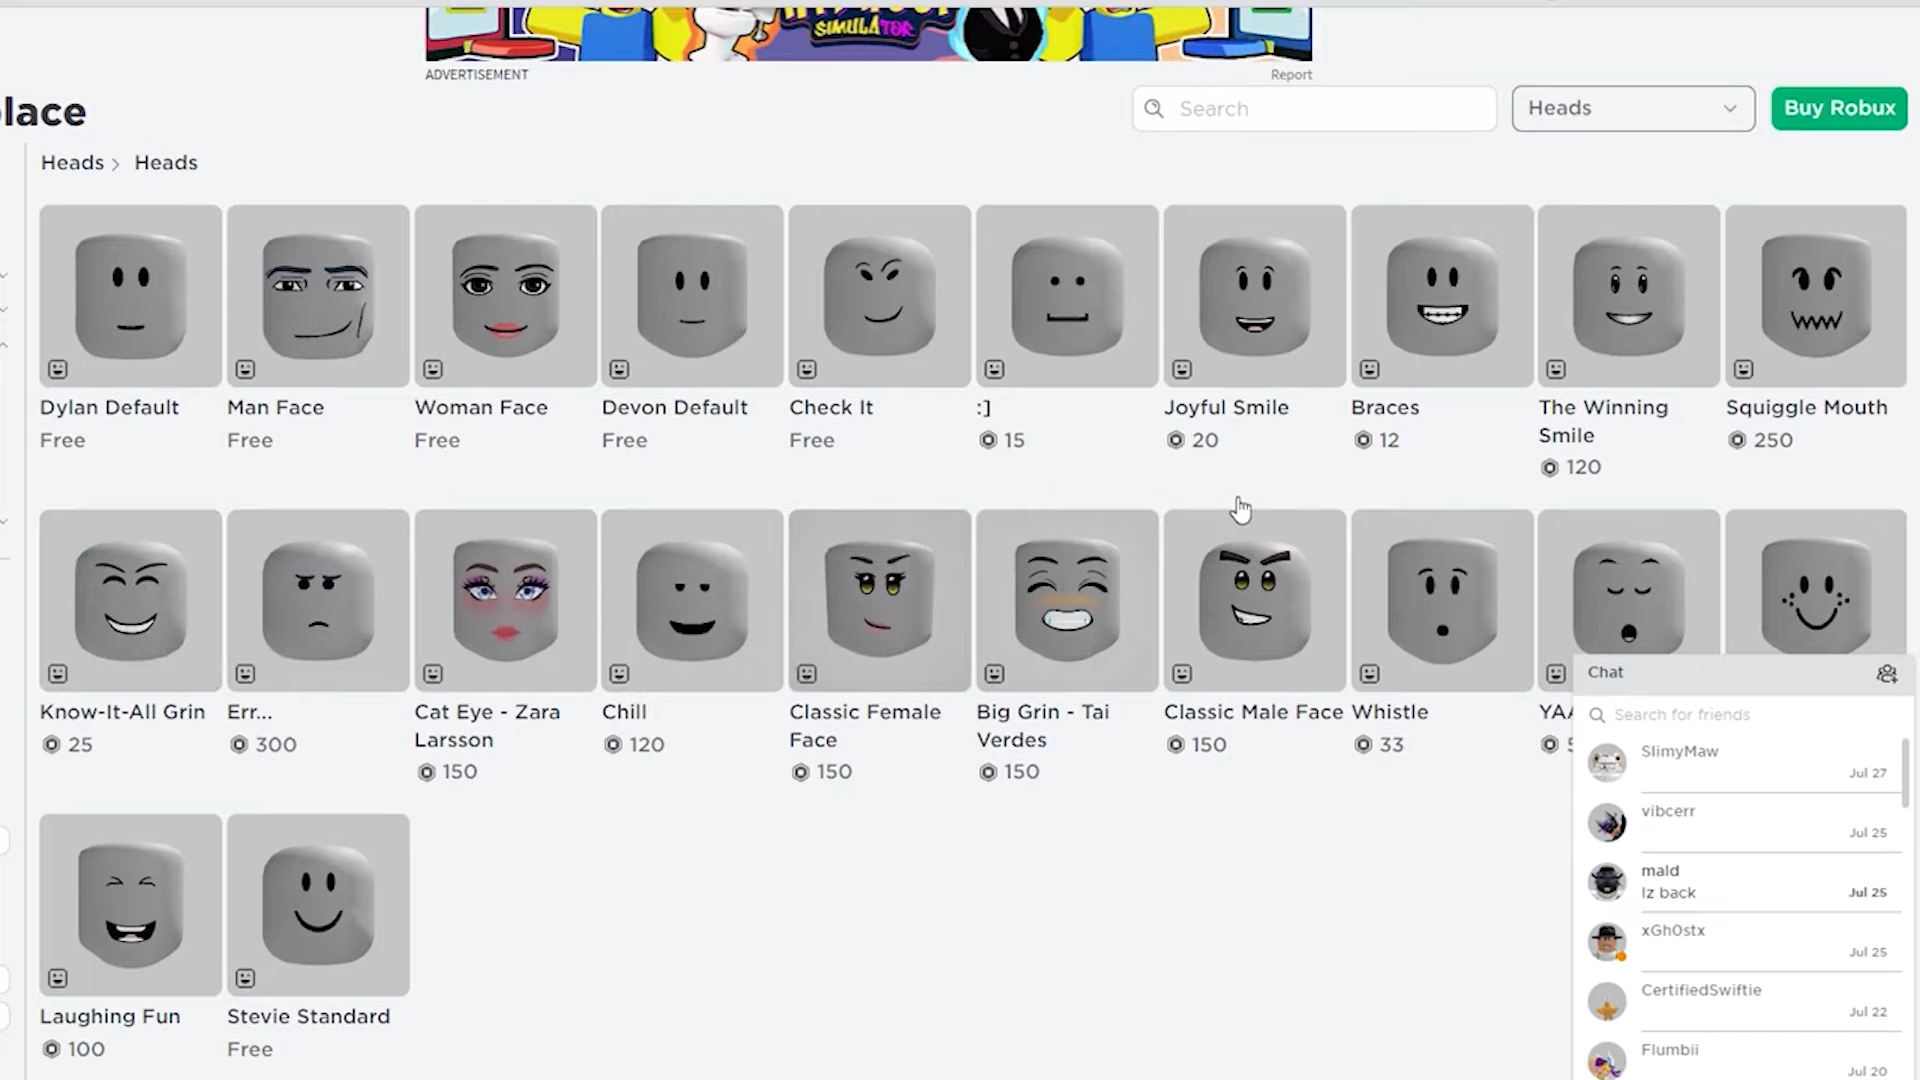 SIMULATOR
ADVERTISEMENT
Report
lace
Search
Heads
Buy Robux
Heads
Heads
Dylan Default
Free
Man Face
Free
Woman Face
Free
Devon Default
Free
Check It
Free
:]
15
Joyful Smile
20
Braces
12
The Winning
Smile
120
Squiggle Mouth
250
Know-It-All Grin
25
Err...
300
Cat Eye - Zara
Larsson
150
Chill
120
Classic Female
Face
150
Big Grin - Tai
Verdes
150
Classic Male Face
150
Whistle
33
Laughing Fun
100
Stevie Standard
Free
Chat
Search for friends
SlimyMaw
Jul 27
vibcerr
Jul 25
mald
lz back
Jul 25
xGh0stx
Jul 25
CertifiedSwiftie
Jul 22
Flumbii
Jul 20